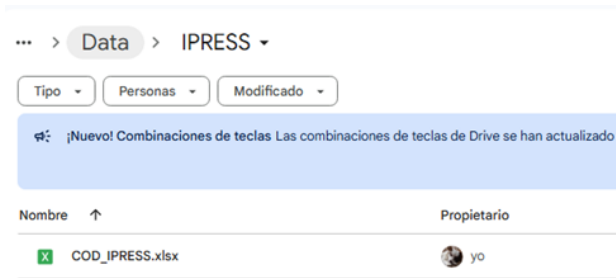 ··· > Data > IPRESS
Tipo Personas Modificado
¡Nuevo! Combinaciones de teclas Las combinaciones de teclas de Drive se han actualizado
Nombre ↑ Propietario
X COD_IPRESS.xlsx yo